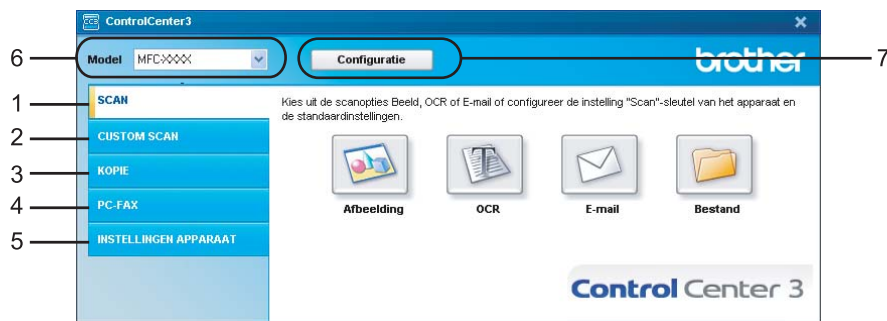 ControlCenter3
6
Model MFC-XXXX
Configuratie
brother
7
1
SCAN
2
CUSTOM SCAN
3
KOPIE
4
PC-FAX
5
INSTELLINGEN APPARAAT
Kies uit de scanopties Beeld, OCR of E-mail of configureer de instelling "Scan"-sleutel van het apparaat en
de standaardinstellingen.
Afbeelding
OCR
E-mail
Bestand
Control Center 3